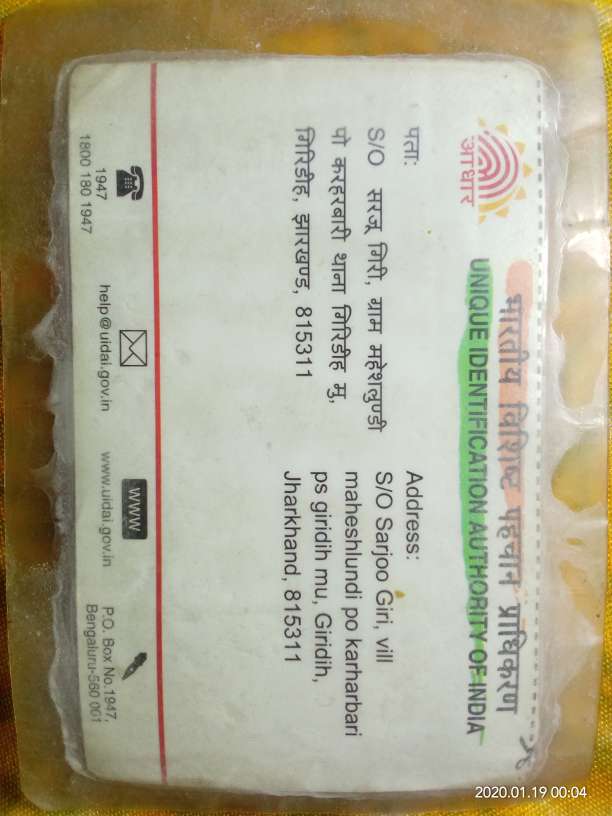 आधार
भारतीय विशिष्ट पहचान प्राधिकरण
UNIQUE IDENTIFICATION AUTHORITY OF INDIA
पता:
S/O सरजू गिरी, ग्राम महेशलुण्डी
पो करहरबारी थाना गिरिडीह मु,
गिरिडीह, झारखण्ड, 815311
Address:
S/O Sarjoo Giri, vill
maheshlundi po karharbari
ps giridih mu, Giridih,
Jharkhand, 815311
1947
1800 180 1947
help@uidai.gov.in
WWW
www.uidai.gov.in
P.O. Box No.1947,
Bengaluru-560 001
2020.01.19 00:04